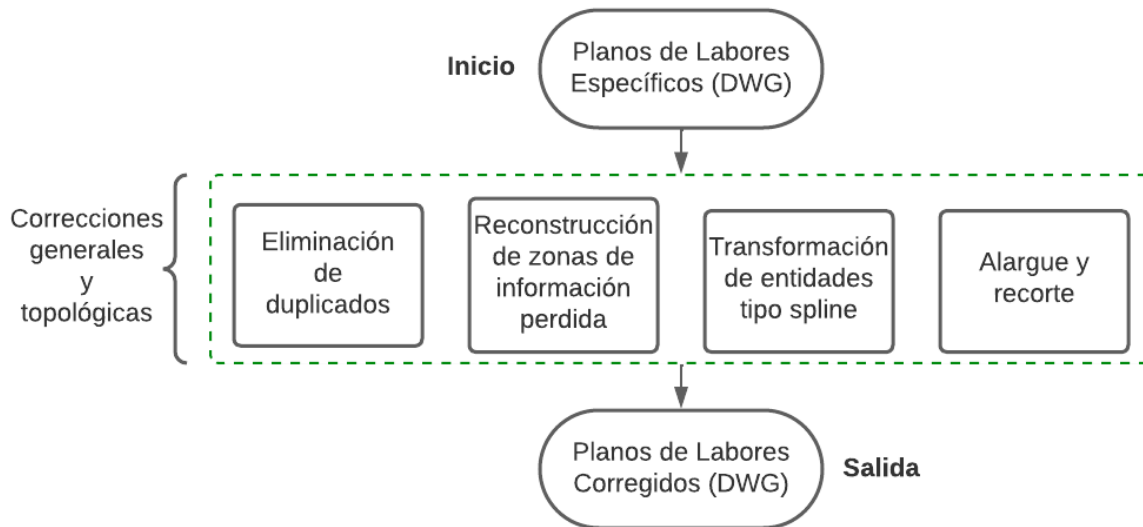 Inicio
Planos de Labores
Específicos (DWG)
Correcciones
generales
y
topológicas
Eliminación
de
duplicados
Reconstrucción
de zonas de
información
perdida
Transformación
de entidades
tipo spline
Alargue y
recorte
Planos de Labores
Corregidos (DWG)
Salida